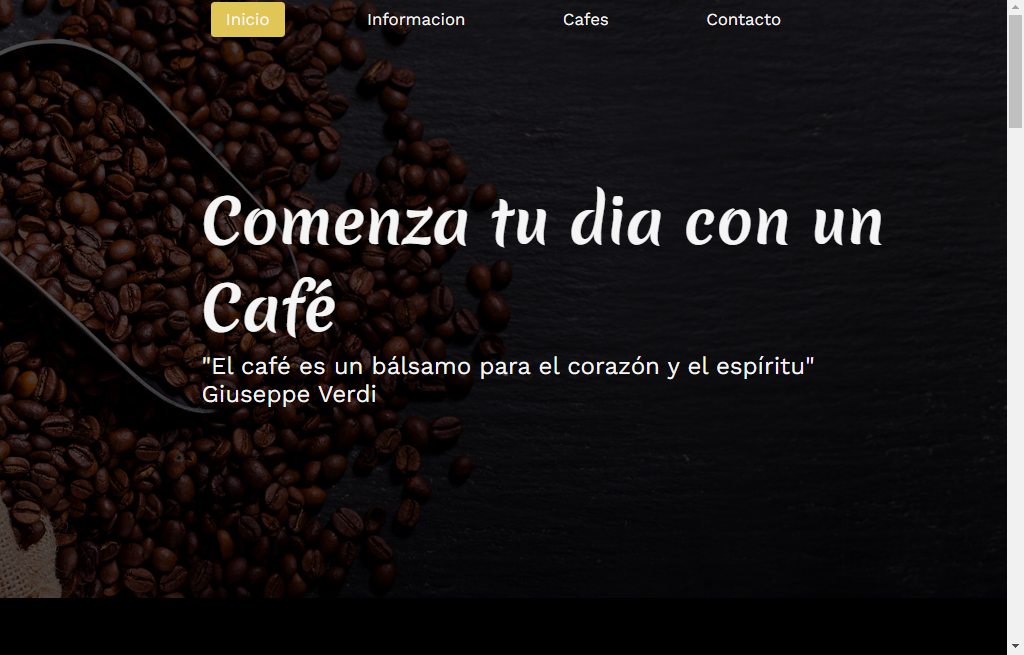 Inicio Informacion Cafes Contacto
Comenza tu dia con un
Café
"El café es un bálsamo para el corazón y el espíritu"
Giuseppe Verdi